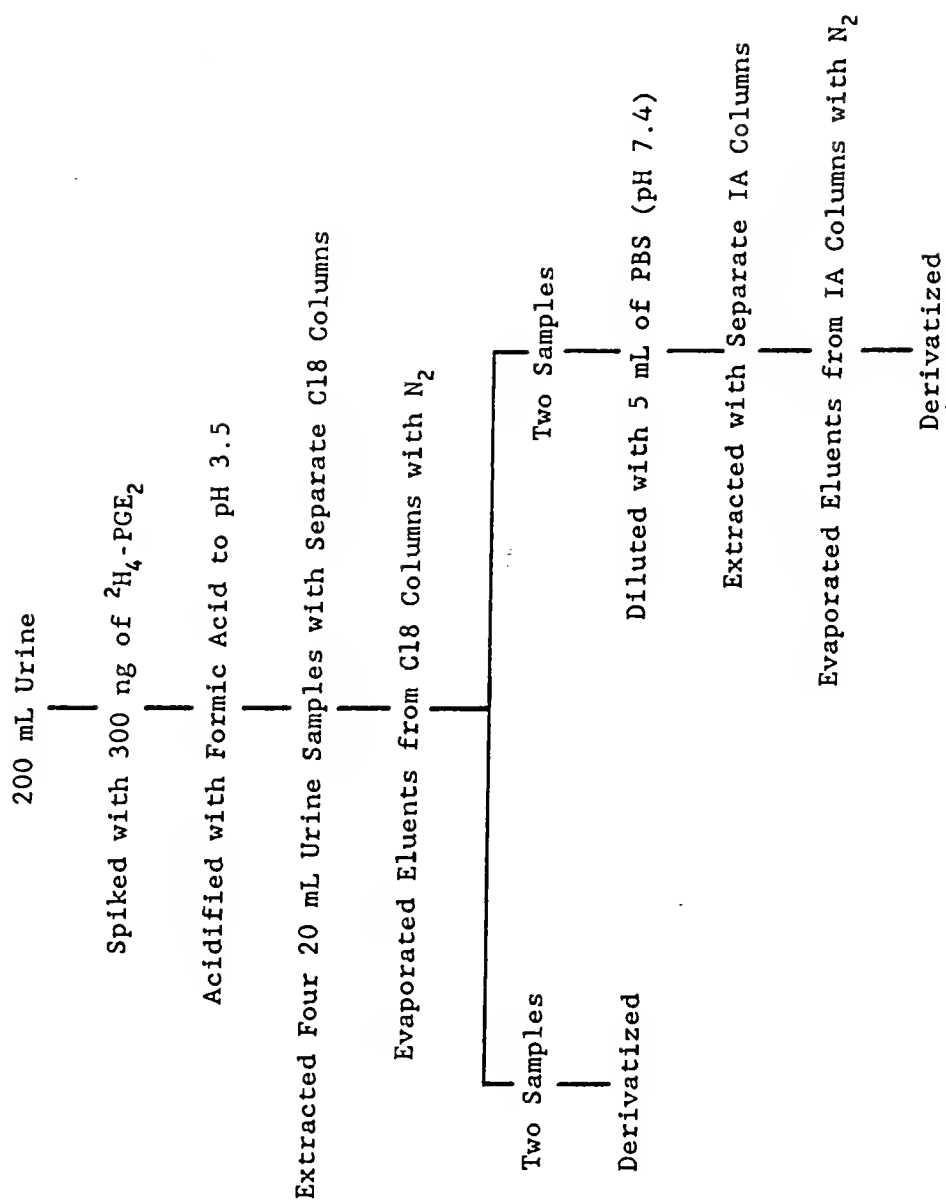 200 mL Urine
Spiked with 300 ng of ²H₄-PGE₂
Acidified with Formic Acid to pH 3.5
Extracted Four 20 mL Urine Samples with Separate C18 Columns
Evaporated Eluents from C18 Columns with N₂
Two Samples
Derivatized
Two Samples
Diluted with 5 mL of PBS (pH 7.4)
Extracted with Separate IA Columns
Evaporated Eluents from IA Columns with N₂
Derivatized